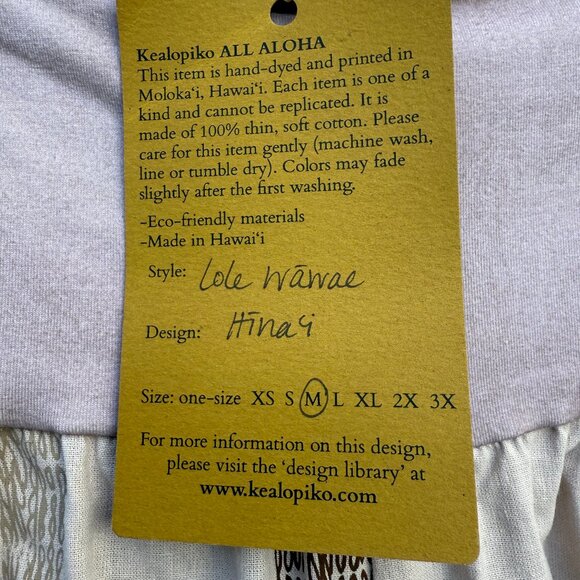 Kealopiko ALL ALOHA
This item is hand-dyed and printed in
Molokaʻi, Hawaiʻi. Each item is one of a
kind and cannot be replicated. It is
made of 100% thin, soft cotton. Please
care for this item gently (machine wash,
line or tumble dry). Colors may fade
slightly after the first washing.
-Eco-friendly materials
-Made in Hawaiʻi
Style: Lole wāwae
Design: Hīnaʻi
Size: one-size XS S M L XL 2X 3X
For more information on this design,
please visit the ‘design library’ at
www.kealopiko.com